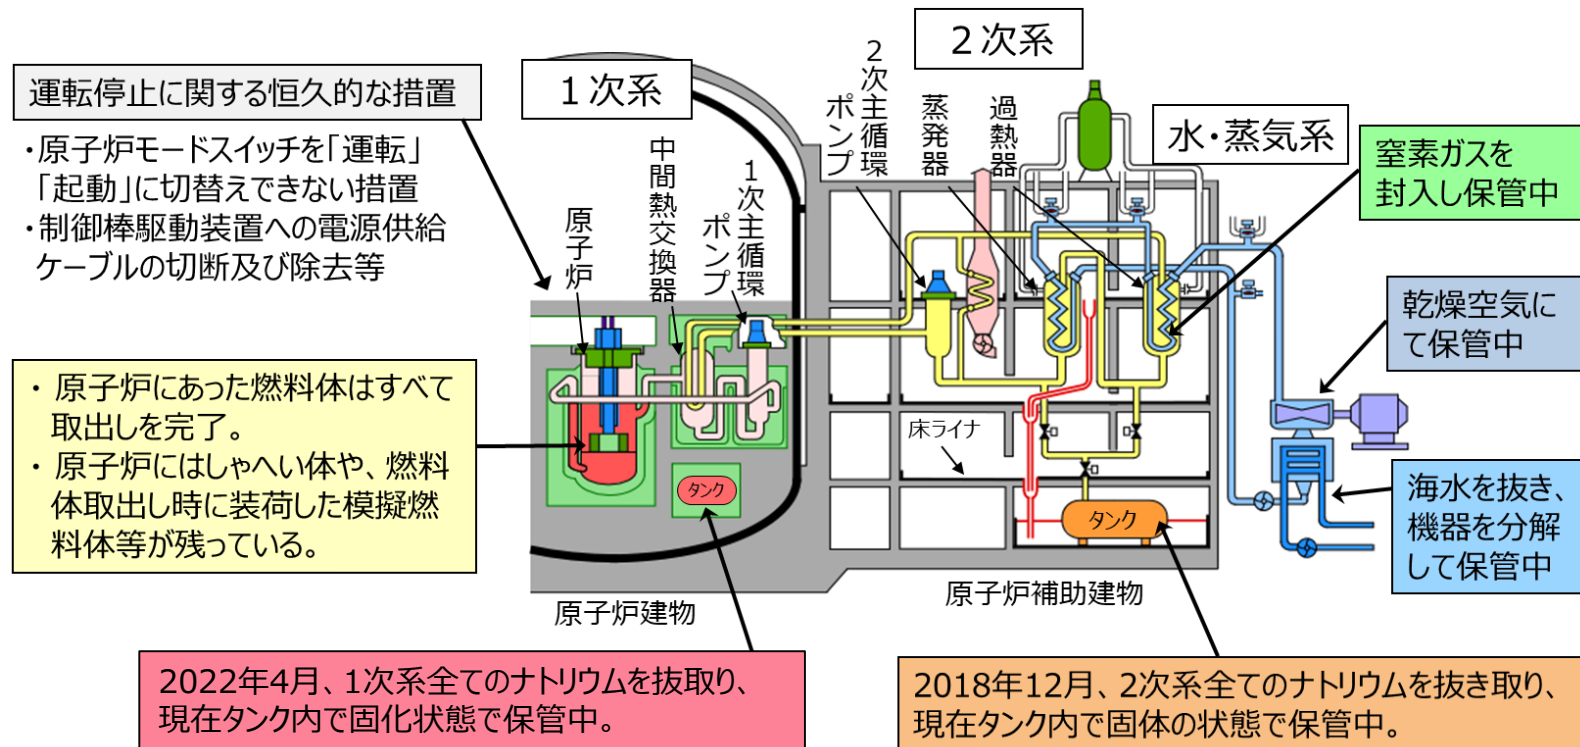 運転停止に関する恒久的な措置
・原子炉モードスイッチを｢運転｣
｢起動｣に切替えできない措置
・制御棒駆動装置への電源供給
ケーブルの切断及び除去等
・ 原子炉にあった燃料体はすべて
取出しを完了。
・ 原子炉にはしゃへい体や、燃料
体取出し時に装荷した模擬燃
料体等が残っている。
１次系
原子炉
中間熱交換器
1次主循環
ポンプ
タンク
原子炉建物
２次系
2次主循環
ポンプ
蒸発器
過熱器
水・蒸気系
床ライナ
タンク
原子炉補助建物
窒素ガスを
封入し保管中
乾燥空気に
て保管中
海水を抜き、
機器を分解
して保管中
2022年4月、1次系全てのナトリウムを抜取り、
現在タンク内で固化状態で保管中。
2018年12月、2次系全てのナトリウムを抜き取り、
現在タンク内で固体の状態で保管中。